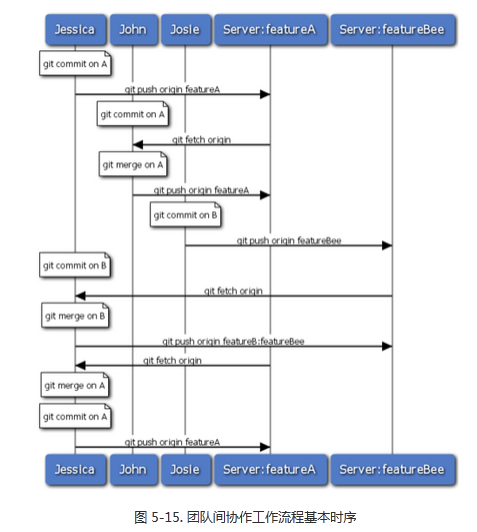 Jessica John Josie Server:featureA Server:featureBee
git commit on A
git push origin featureA
git commit on A
git fetch origin
git merge on A
git push origin featureA
git commit on B
git push origin featureBee
git commit on B
git fetch origin
git merge on B
git push origin featureB:featureBee
git fetch origin
git merge on A
git commit on A
git push origin featureA
Jessica John Josie Server:featureA Server:featureBee
图 5-15. 团队间协作工作流程基本时序